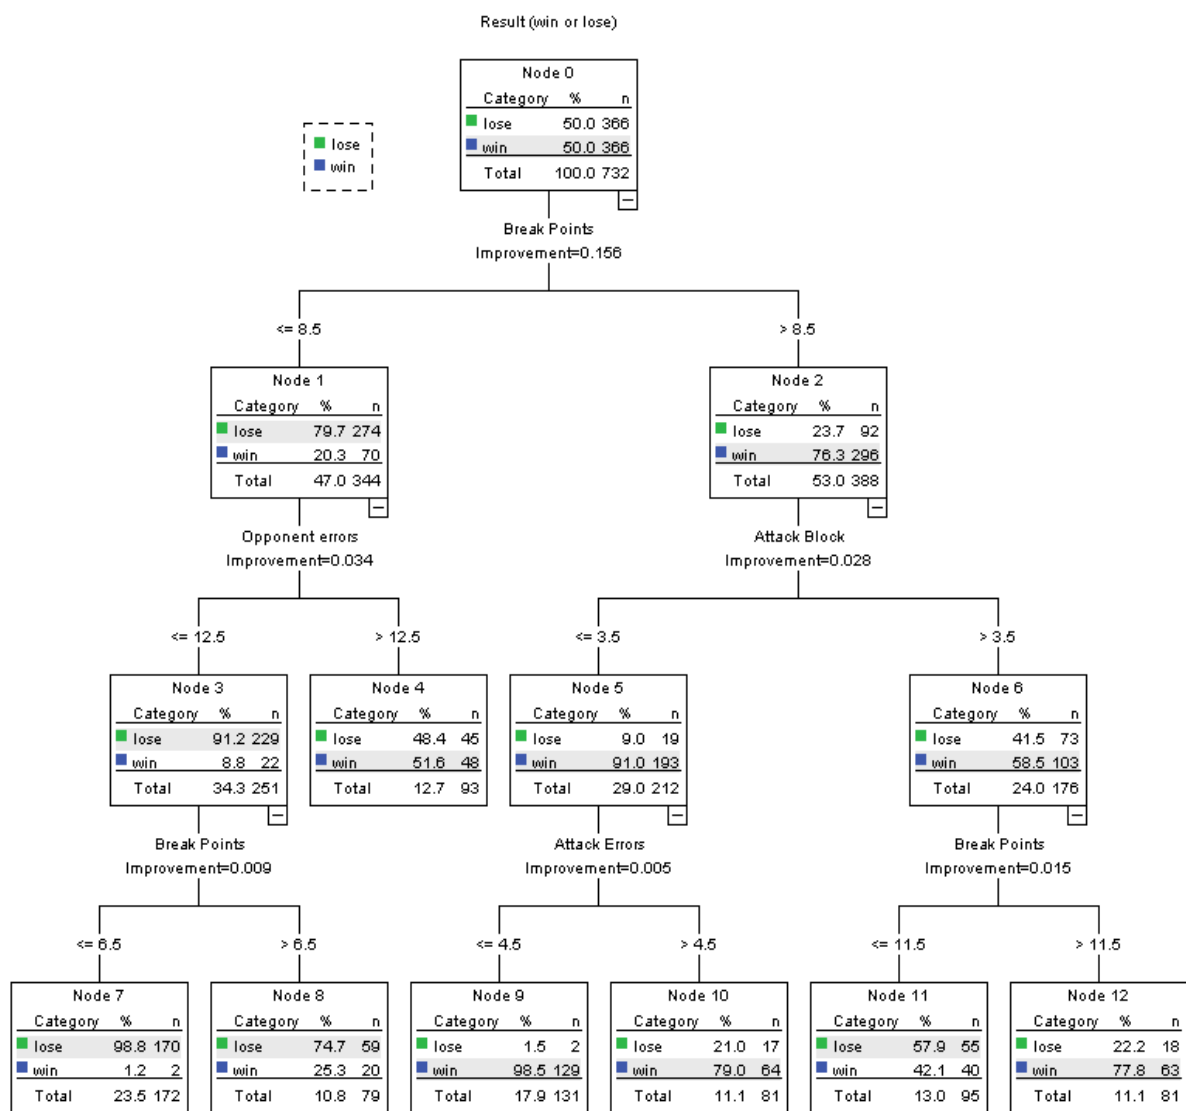 Result (win or lose)
lose
win
Node 0
Category % n
lose 50.0 366
win 50.0 366
Total 100.0 732
Break Points
Improvement=0.156
<= 8.5
> 8.5
Node 1
Category % n
lose 79.7 274
win 20.3 70
Total 47.0 344
Node 2
Category % n
lose 23.7 92
win 76.3 296
Total 53.0 388
Opponent errors
Improvement=0.034
Attack Block
Improvement=0.028
<= 12.5
> 12.5
<= 3.5
> 3.5
Node 3
Category % n
lose 91.2 229
win 8.8 22
Total 34.3 251
Node 4
Category % n
lose 48.4 45
win 51.6 48
Total 12.7 93
Node 5
Category % n
lose 9.0 19
win 91.0 193
Total 29.0 212
Node 6
Category % n
lose 41.5 73
win 58.5 103
Total 24.0 176
Break Points
Improvement=0.009
Attack Errors
Improvement=0.005
Break Points
Improvement=0.015
<= 6.5
> 6.5
<= 4.5
> 4.5
<= 11.5
> 11.5
Node 7
Category % n
lose 98.8 170
win 1.2 2
Total 23.5 172
Node 8
Category % n
lose 74.7 59
win 25.3 20
Total 10.8 79
Node 9
Category % n
lose 1.5 2
win 98.5 129
Total 17.9 131
Node 10
Category % n
lose 21.0 17
win 79.0 64
Total 11.1 81
Node 11
Category % n
lose 57.9 55
win 42.1 40
Total 13.0 95
Node 12
Category % n
lose 22.2 18
win 77.8 63
Total 11.1 81